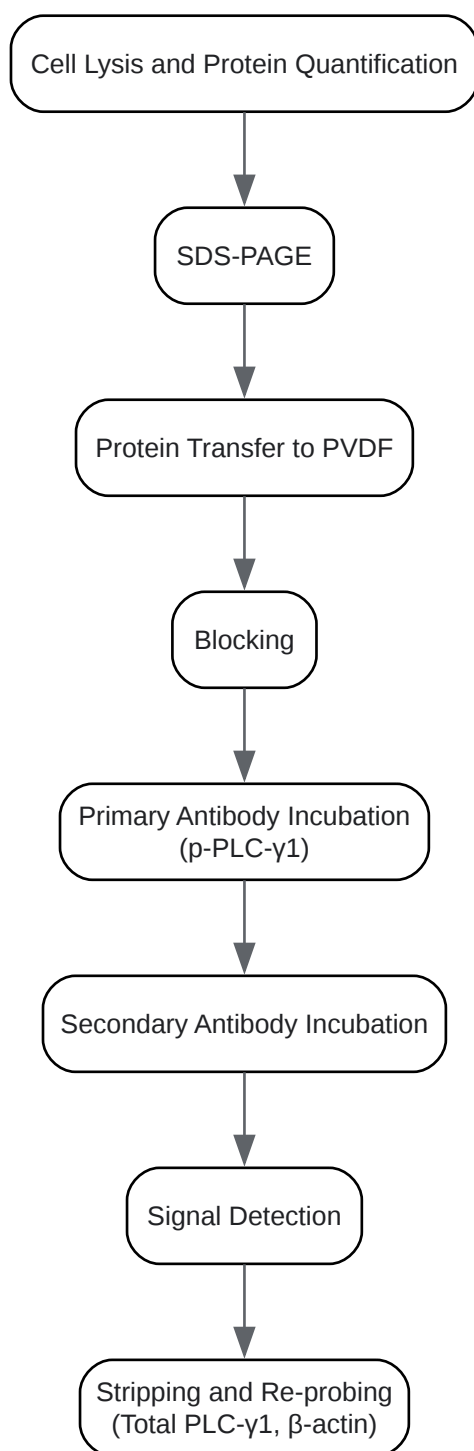 Cell Lysis and Protein Quantification
SDS-PAGE
Protein Transfer to PVDF
Blocking
Primary Antibody Incubation
(p-PLC-γ1)
Secondary Antibody Incubation
Signal Detection
Stripping and Re-probing
(Total PLC-γ1, β-actin)